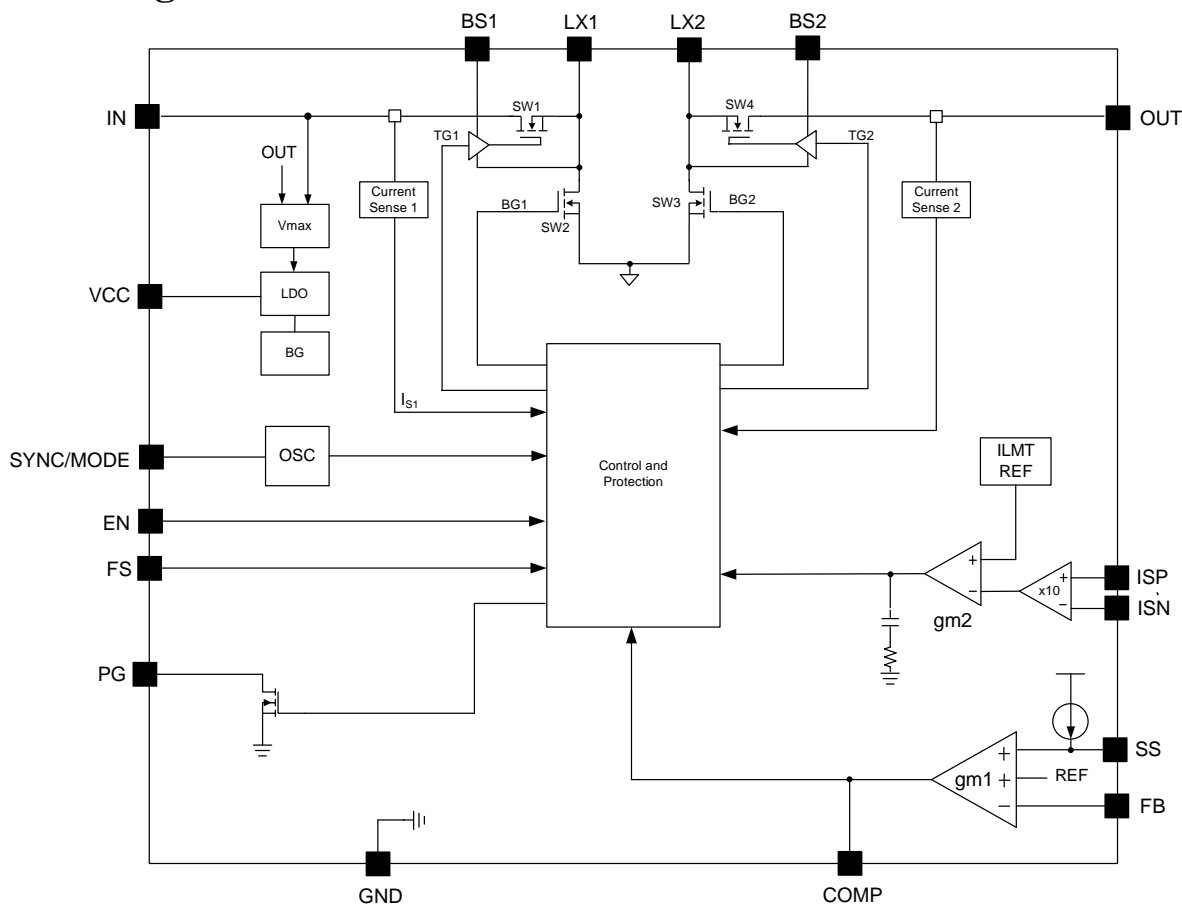 BS1
LX1
LX2
BS2
IN
SW1
SW4
OUT
TG1
TG2
OUT
Current
Sense 1
Current
Sense 2
BG1
SW2
SW3
BG2
Vmax
VCC
LDO
BG
IS1
SYNC/MODE
OSC
Control and
Protection
ILMT
REF
EN
FS
+
−
gm2
+
x10
−
ISP
ISN
PG
SS
+
gm1
+
REF
−
FB
GND
COMP